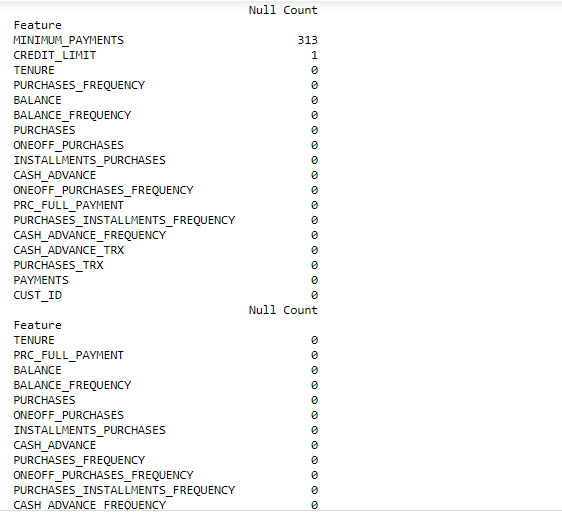 Null Count
Feature
MINIMUM_PAYMENTS 313
CREDIT_LIMIT 1
TENURE 0
PURCHASES_FREQUENCY 0
BALANCE 0
BALANCE_FREQUENCY 0
PURCHASES 0
ONEOFF_PURCHASES 0
INSTALLMENTS_PURCHASES 0
CASH_ADVANCE 0
ONEOFF_PURCHASES_FREQUENCY 0
PRC_FULL_PAYMENT 0
PURCHASES_INSTALLMENTS_FREQUENCY 0
CASH_ADVANCE_FREQUENCY 0
CASH_ADVANCE_TRX 0
PURCHASES_TRX 0
PAYMENTS 0
CUST_ID 0
Null Count
Feature
TENURE 0
PRC_FULL_PAYMENT 0
BALANCE 0
BALANCE_FREQUENCY 0
PURCHASES 0
ONEOFF_PURCHASES 0
INSTALLMENTS_PURCHASES 0
CASH_ADVANCE 0
PURCHASES_FREQUENCY 0
ONEOFF_PURCHASES_FREQUENCY 0
PURCHASES_INSTALLMENTS_FREQUENCY 0
CASH_ADVANCE_FREQUENCY 0